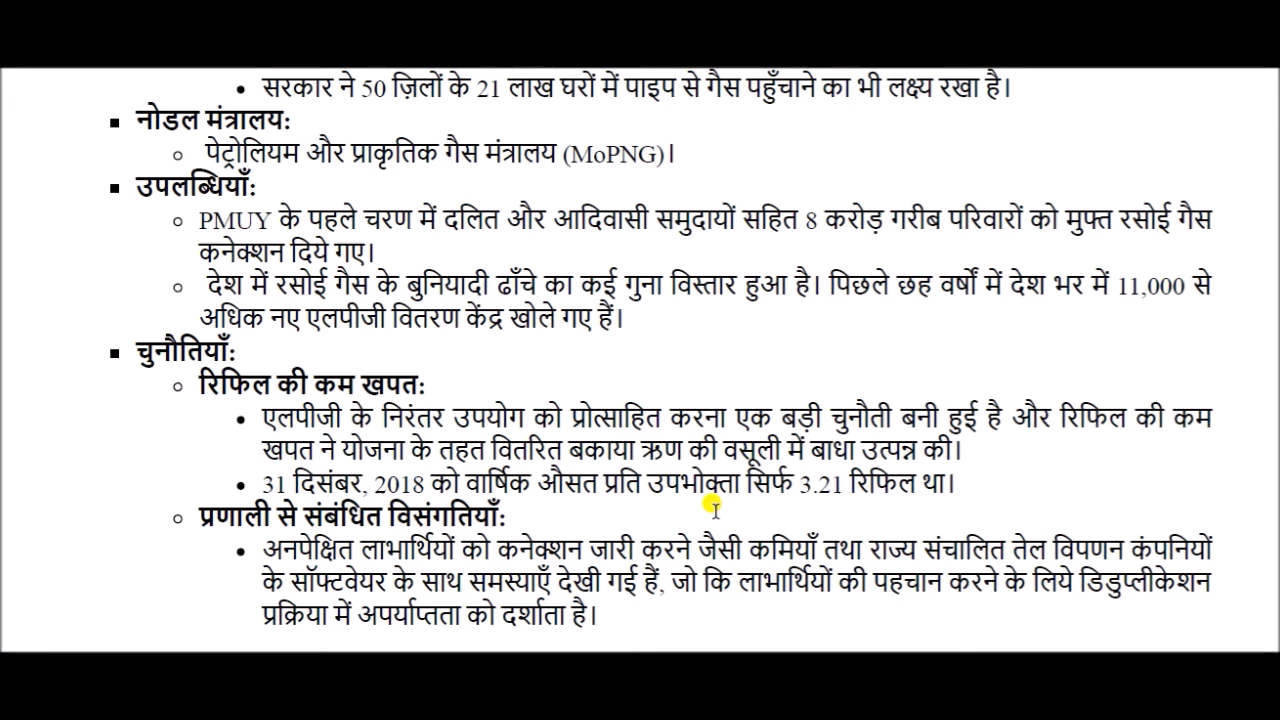 • सरकार ने 50 ज़िलों के 21 लाख घरों में पाइप से गैस पहुँचाने का भी लक्ष्य रखा है।
▪ नोडल मंत्रालय:
○ पेट्रोलियम और प्राकृतिक गैस मंत्रालय (MoPNG)।
▪ उपलब्धियाँ:
○ PMUY के पहले चरण में दलित और आदिवासी समुदायों सहित 8 करोड़ गरीब परिवारों को मुफ्त रसोई गैस
कनेक्शन दिये गए।
○ देश में रसोई गैस के बुनियादी ढाँचे का कई गुना विस्तार हुआ है। पिछले छह वर्षों में देश भर में 11,000 से
अधिक नए एलपीजी वितरण केंद्र खोले गए हैं।
▪ चुनौतियाँ:
○ रिफिल की कम खपत:
• एलपीजी के निरंतर उपयोग को प्रोत्साहित करना एक बड़ी चुनौती बनी हुई है और रिफिल की कम
खपत ने योजना के तहत वितरित बकाया ऋण की वसूली में बाधा उत्पन्न की।
• 31 दिसंबर, 2018 को वार्षिक औसत प्रति उपभोक्ता सिर्फ 3.21 रिफिल था।
○ प्रणाली से संबंधित विसंगतियाँ:
• अनपेक्षित लाभार्थियों को कनेक्शन जारी करने जैसी कमियाँ तथा राज्य संचालित तेल विपणन कंपनियों
के सॉफ्टवेयर के साथ समस्याएँ देखी गई हैं, जो कि लाभार्थियों की पहचान करने के लिये डिडुप्लीकेशन
प्रक्रिया में अपर्याप्तता को दर्शाता है।